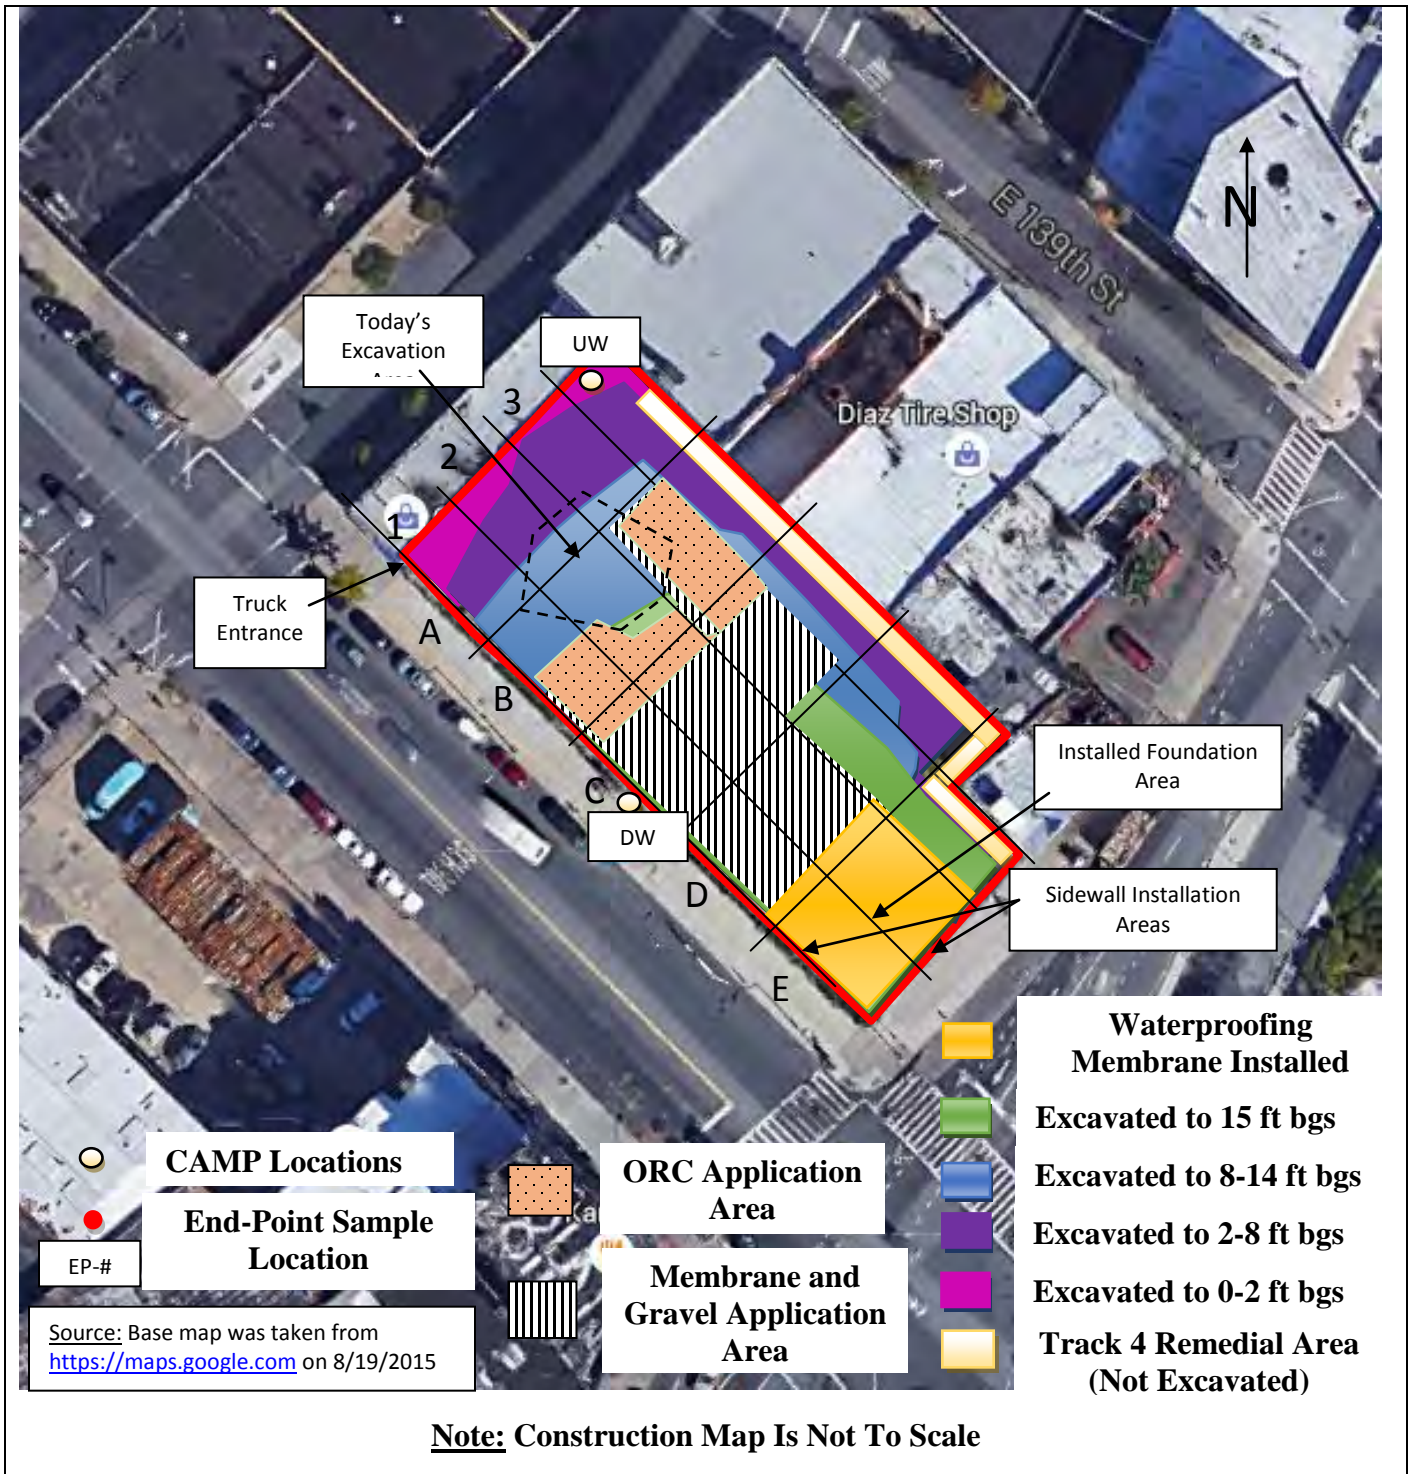 E 139th St
N
Today's
Excavation
UW
3
Diaz Tire Shop
2
1
Truck
Entrance
A
B
Installed Foundation
Area
C
DW
D
Sidewall Installation
Areas
E
Waterproofing
Membrane Installed
Excavated to 15 ft bgs
Excavated to 8-14 ft bgs
Excavated to 2-8 ft bgs
Excavated to 0-2 ft bgs
Track 4 Remedial Area
(Not Excavated)
CAMP Locations
End-Point Sample
Location
EP-#
ORC Application
Area
Membrane and
Gravel Application
Area
Source: Base map was taken from
https://maps.google.com on 8/19/2015
Note: Construction Map Is Not To Scale